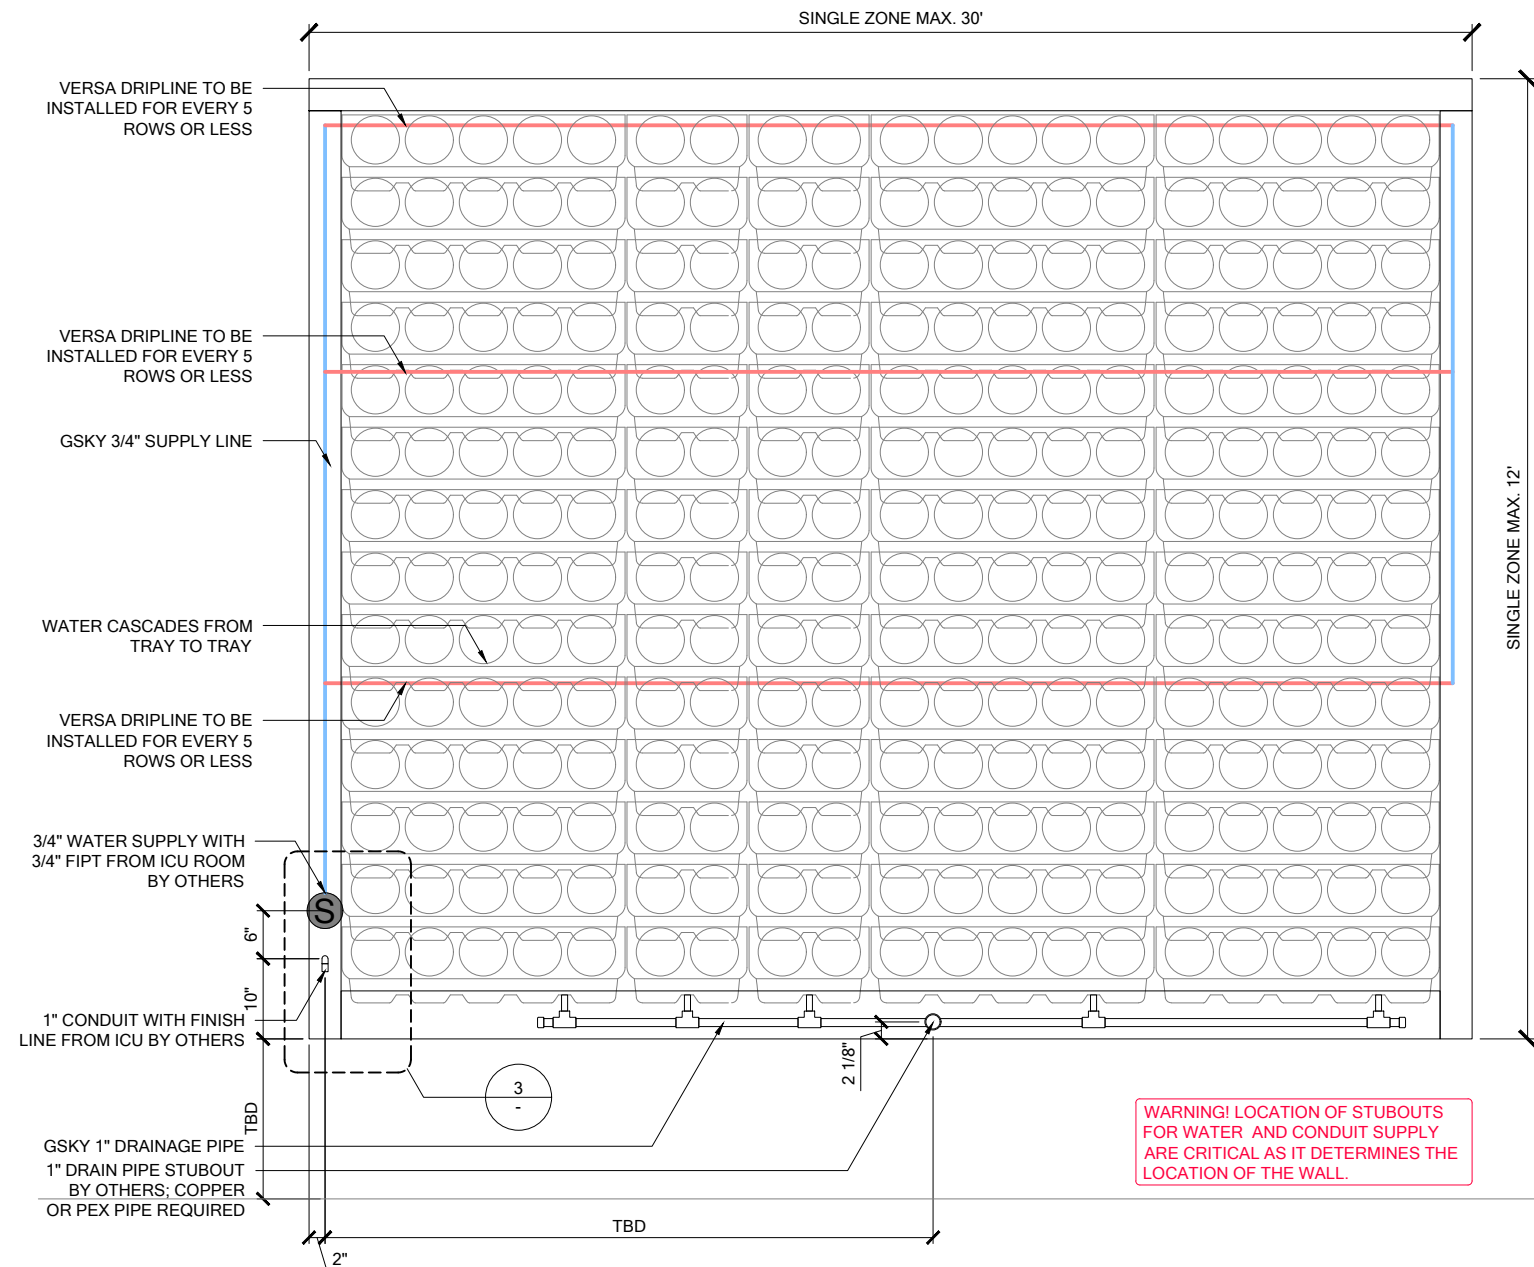 SINGLE ZONE MAX. 30'
VERSA DRIPLINE TO BE
INSTALLED FOR EVERY 5
ROWS OR LESS
VERSA DRIPLINE TO BE
INSTALLED FOR EVERY 5
ROWS OR LESS
GSKY 3/4" SUPPLY LINE
SINGLE ZONE MAX. 12'
WATER CASCADES FROM
TRAY TO TRAY
VERSA DRIPLINE TO BE
INSTALLED FOR EVERY 5
ROWS OR LESS
3/4" WATER SUPPLY WITH
3/4" FIPT FROM ICU ROOM
BY OTHERS
S
6"
10"
1" CONDUIT WITH FINISH
LINE FROM ICU BY OTHERS
2 1/8"
3
-
TBD
GSKY 1" DRAINAGE PIPE
1" DRAIN PIPE STUBOUT
BY OTHERS; COPPER
OR PEX PIPE REQUIRED
WARNING! LOCATION OF STUBOUTS
FOR WATER AND CONDUIT SUPPLY
ARE CRITICAL AS IT DETERMINES THE
LOCATION OF THE WALL.
TBD
2"